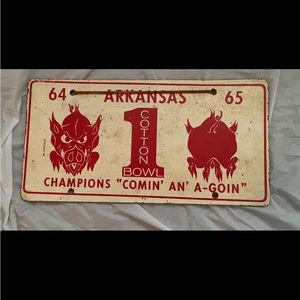 64 ARKANSAS 65
1
COTTON
BOWL
CHAMPIONS "COMIN' AN' A-GOIN"